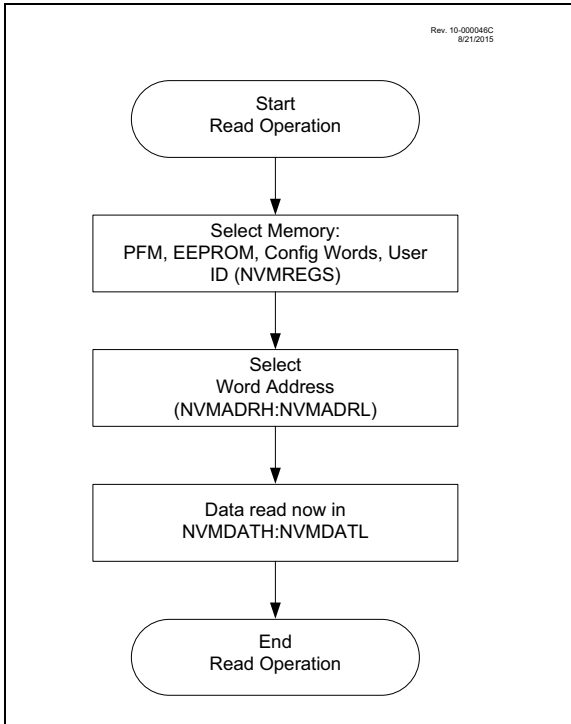 Rev. 10-000046C
8/21/2015
Start
Read Operation
Select Memory:
PFM, EEPROM, Config Words, User
ID (NVMREGS)
Select
Word Address
(NVMADRH:NVMADRL)
Data read now in
NVMDATH:NVMDATL
End
Read Operation